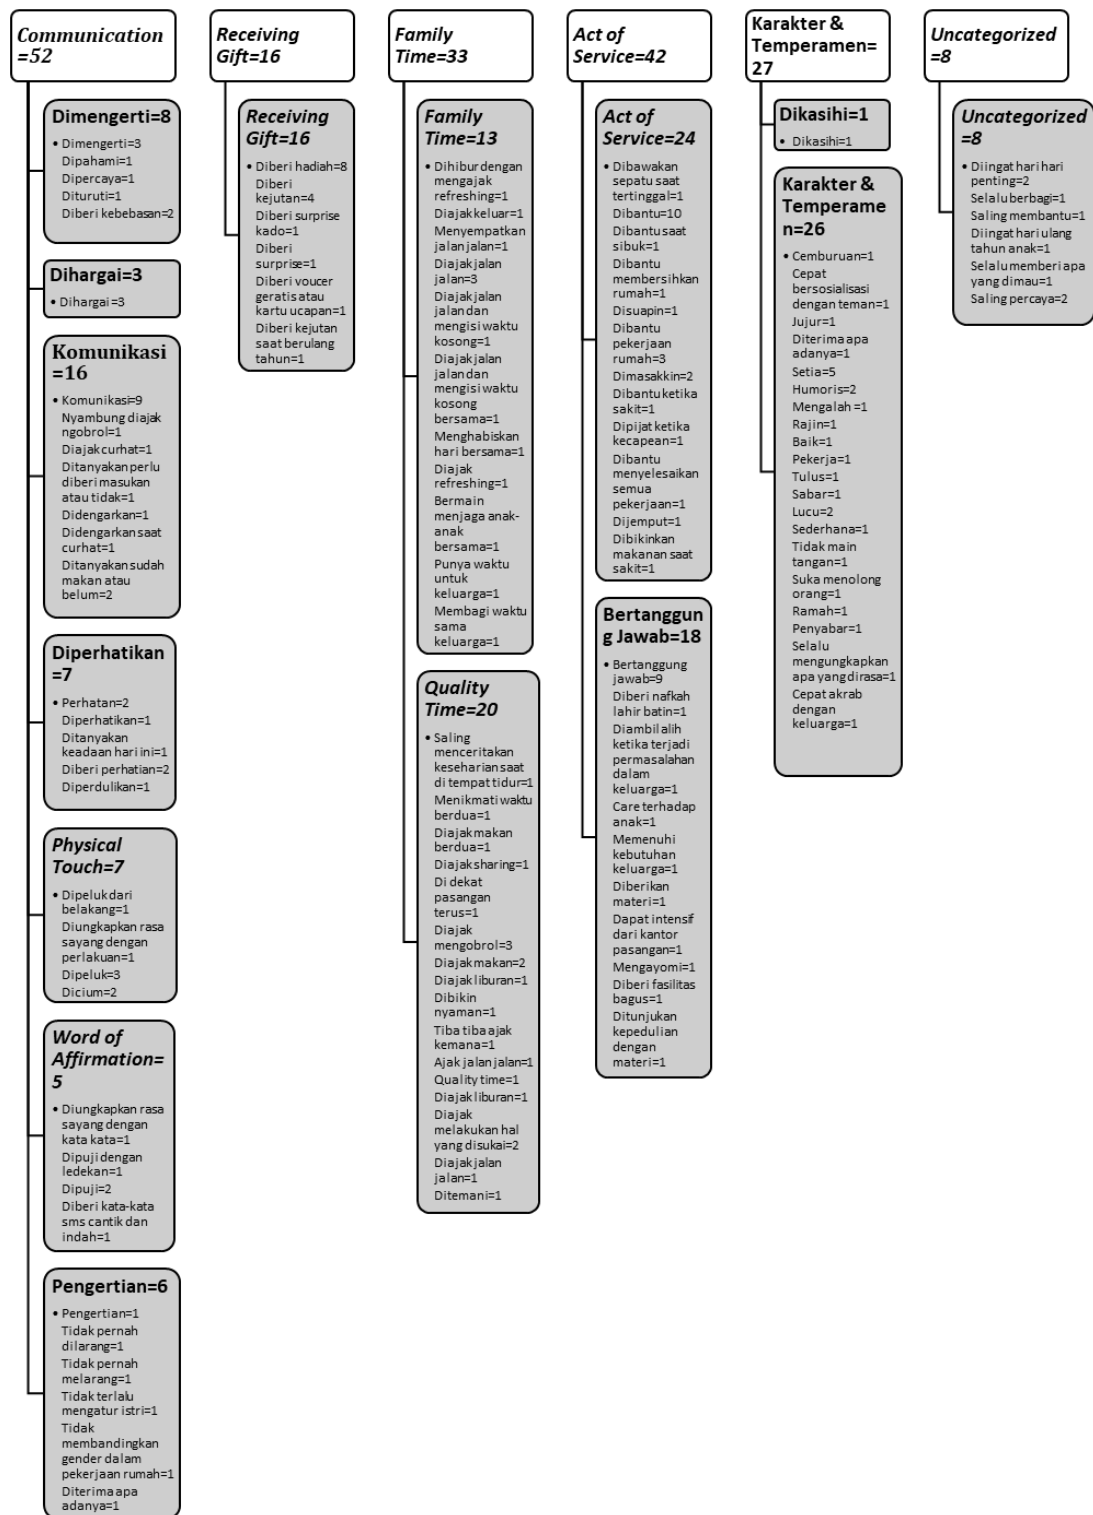 Communication
=52
Dimengerti=8
• Dimengerti=3
Dipahami=1
Dipercaya=1
Dituruti=1
Diberi kebebasan=2
Dihargai=3
• Dihargai=3
Komunikasi
=16
• Komunikasi=9
Nyambung diajak
ngobrol=1
Diajak curhat=1
Ditanyakan perlu
diberi masukan
atau tidak=1
Didengarkan=1
Didengarkan saat
curhat=1
Ditanyakan sudah
makan atau
belum=2
Diperhatikan
=7
• Perhatan=2
Diperhatikan=1
Ditanyakan
keadaan hari ini=1
Diberi perhatian=2
Diperdulikan=1
Physical
Touch=7
• Dipeluk dari
belakang=1
Diungkapkan rasa
sayang dengan
perlakuan=1
Dipeluk=3
Dicium=2
Word of
Affirmation=
5
• Diungkapkan rasa
sayang dengan
kata kata=1
Dipuji dengan
ledekan=1
Dipuji=2
Diberi kata-kata
sms cantik dan
indah=1
Pengertian=6
• Pengertian=1
Tidak pernah
dilarang=1
Tidak pernah
melarang=1
Tidak terlalu
mengatur istri=1
Tidak
membandingkan
gender dalam
pekerjaan rumah=1
Diterima apa
adanya=1
Receiving
Gift=16
Receiving
Gift=16
• Diberi hadiah=8
Diberi
kejutan=4
Diberi surprise
kado=1
Diberi
surprise=1
Diberi voucer
geratis atau
kartu ucapan=1
Diberi kejutan
saat berulang
tahun=1
Family
Time=33
Family
Time=13
• Dihibur dengan
mengajak
refreshing=1
Diajak keluar=1
Menyempatkan
jalan jalan=1
Diajak jalan
jalan=3
Diajak jalan
jalan dan
mengisi waktu
kosong=1
Diajak jalan
jalan dan
mengisi waktu
kosong
bersama=1
Menghabiskan
hari bersama=1
Diajak
refreshing=1
Bermain
menjaga anak-
anak
bersama=1
Punya waktu
untuk
keluarga=1
Membagi waktu
sama
keluarga=1
Quality
Time=20
• Saling
menceritakan
keseharian saat
di tempat tidur=1
Menikmati waktu
berdua=1
Diajak makan
berdua=1
Diajak sharing=1
Di dekat
pasangan
terus=1
Diajak
mengobrol=3
Diajak makan=2
Diajak liburan=1
Dibikin
nyaman=1
Tiba tiba ajak
kemana=1
Ajak jalan jalan=1
Quality time=1
Diajak liburan=1
Diajak
melakukan hal
yang disukai=2
Diajak jalan
jalan=1
Ditemani=1
Act of
Service=42
Act of
Service=24
• Dibawakan
sepatu saat
tertinggal=1
Dibantu=10
Dibantu saat
sibuk=1
Dibantu
membersihkan
rumah=1
Disuapin=1
Dibantu
pekerjaan
rumah=3
Dimasakkin=2
Dibantu ketika
sakit=1
Dipijat ketika
kecapean=1
Dibantu
menyelesaikan
semua
pekerjaan=1
Dijemput=1
Dibikinkan
makanan saat
sakit=1
Bertanggun
g Jawab=18
• Bertanggung
jawab=9
Diberi nafkah
lahir batin=1
Diambil alih
ketika terjadi
permasalahan
dalam
keluarga=1
Care terhadap
anak=1
Memenuhi
kebutuhan
keluarga=1
Diberikan
materi=1
Dapat intensif
dari kantor
pasangan=1
Mengayomi=1
Diberi fasilitas
bagus=1
Ditunjukan
kepedulian
dengan
materi=1
Karakter &
Temperamen=
27
Dikasihi=1
• Dikasihi=1
Karakter &
Temperame
n=26
• Cemburuan=1
Cepat
bersosialisasi
dengan teman=1
Jujur=1
Diterima apa
adanya=1
Setia=5
Humoris=2
Mengalah =1
Rajin=1
Baik=1
Pekerja=1
Tulus=1
Sabar=1
Lucu=2
Sederhana=1
Tidak main
tangan=1
Suka menolong
orang=1
Ramah=1
Penyabar=1
Selalu
mengungkapkan
apa yang dirasa=1
Cepat akrab
dengan
keluarga=1
Uncategorized
=8
Uncategorized
=8
• Diingat hari hari
penting=2
Selalu berbagi=1
Saling membantu=1
Diingat hari ulang
tahun anak=1
Selalu memberi apa
yang dimau=1
Saling percaya=2